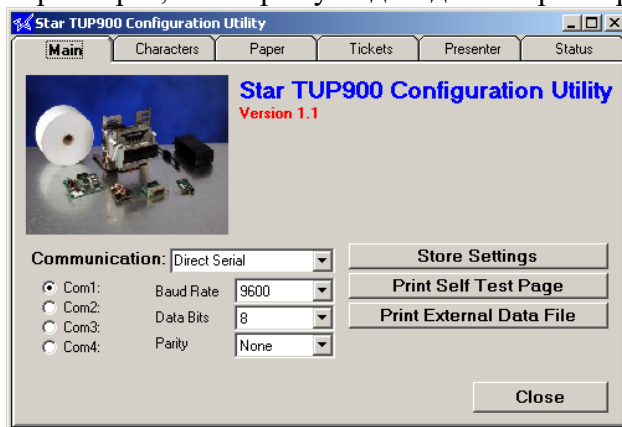 Star TUP900 Configuration Utility
Main Characters Paper Tickets Presenter Status
Star TUP900 Configuration Utility
Version 1.1
Communication: Direct Serial
Store Settings
Com1: Baud Rate 9600
Print Self Test Page
Com2:
Data Bits 8
Print External Data File
Com3:
Com4: Parity None
Close